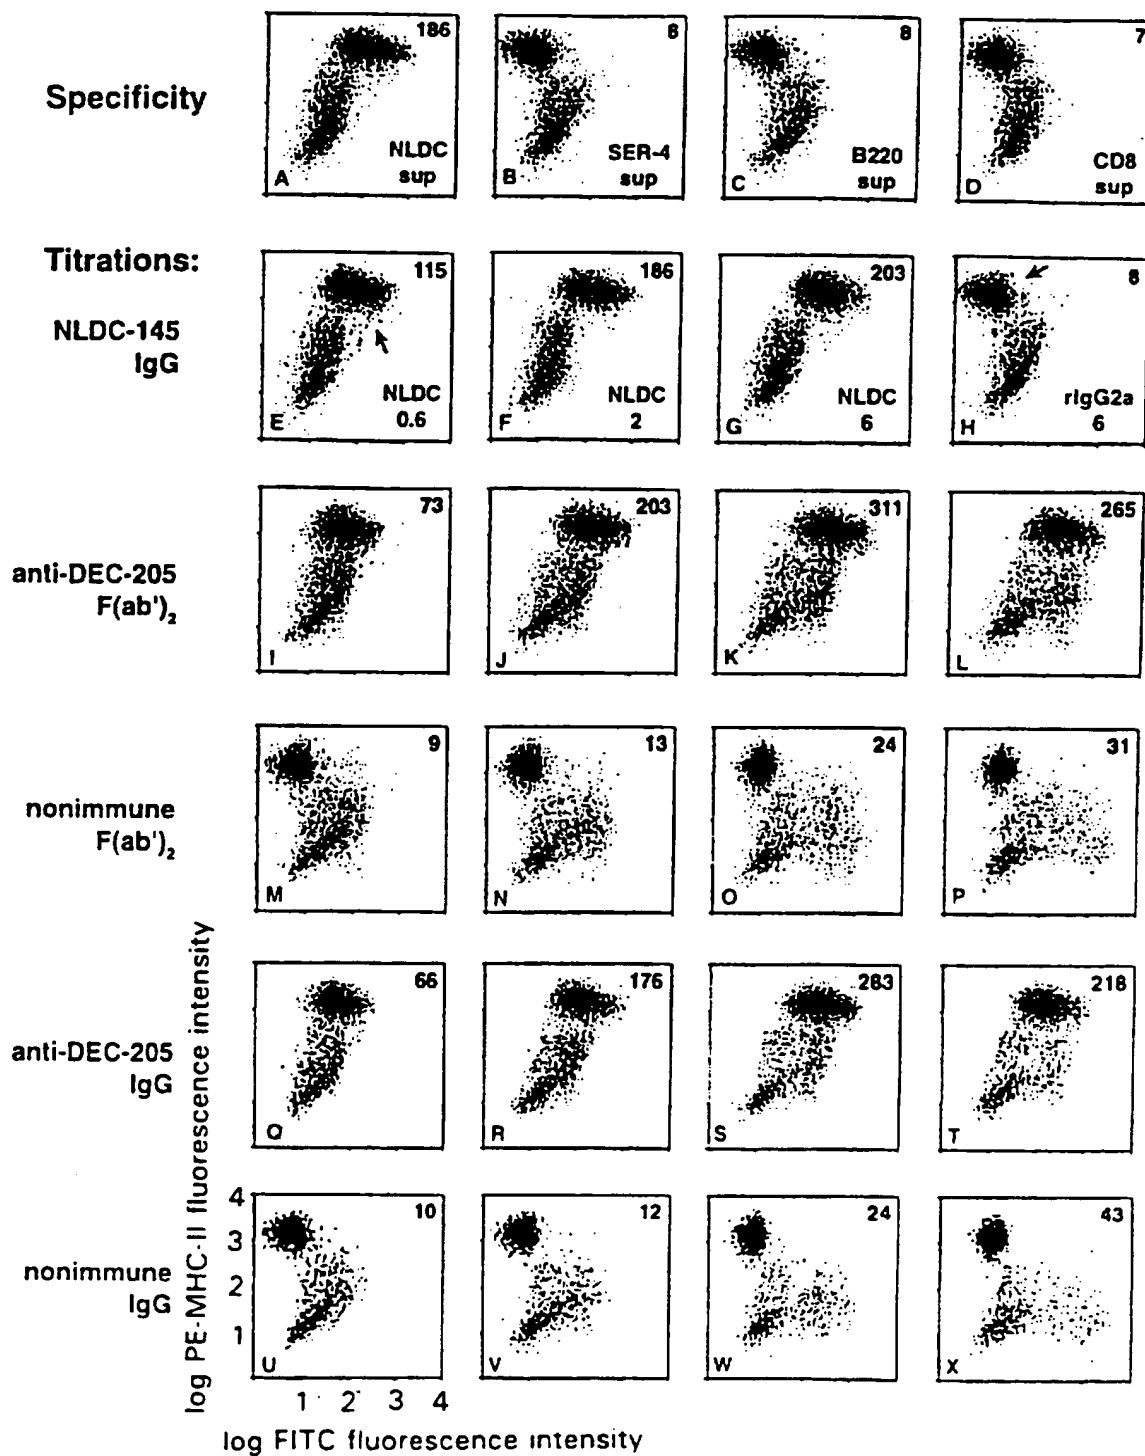 Specificity
186
A
NLDC
sup
6
B
SER-4
sup
8
C
B220
sup
7
D
CD8
sup
Titrations:
NLDC-145
IgG
115
E
NLDC
0.6
186
F
NLDC
2
203
G
NLDC
6
8
H
rIgG2a
6
anti-DEC-205
F(ab')₂
73
I
203
J
311
K
265
L
nonimmune
F(ab')₂
9
M
13
N
24
O
31
P
anti-DEC-205
IgG
66
Q
176
R
283
S
218
T
nonimmune
IgG
10
U
12
V
24
W
43
X
log PE-MHC-II fluorescence intensity
4
3
2
1
1 2 3 4
log FITC fluorescence intensity